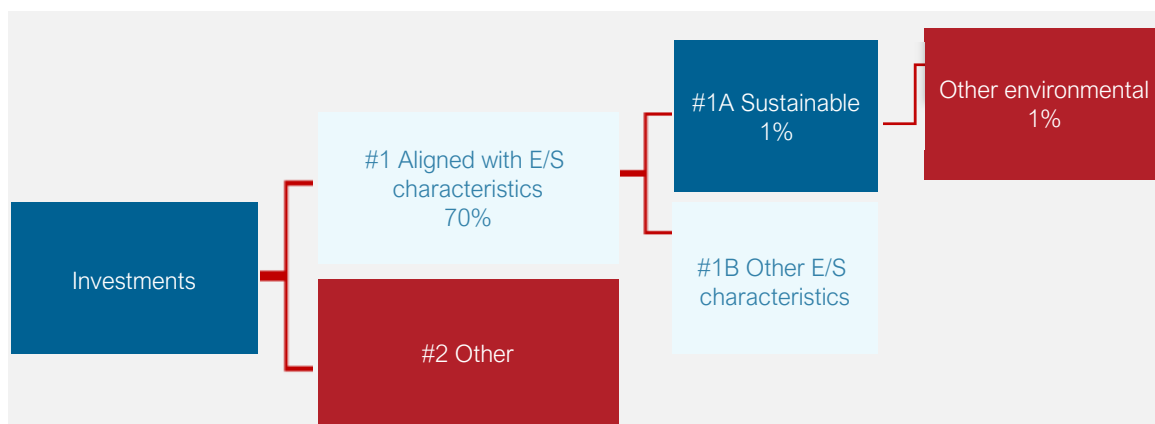 Investments
#1 Aligned with E/S
characteristics
70%
#2 Other
#1A Sustainable
1%
#1B Other E/S
characteristics
Other environmental
1%